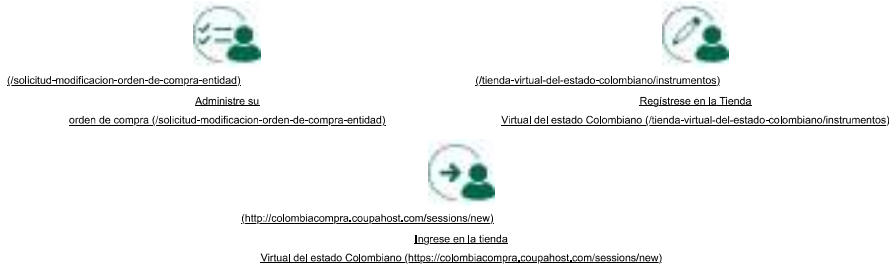 (/solicitud-modificacion-orden-de-compra-entidad)
Administre su
orden de compra (/solicitud-modificacion-orden-de-compra-entidad)
(/tienda-virtual-del-estado-colombiano/instrumentos)
Regístrese en la Tienda
Virtual del estado Colombiano (/tienda-virtual-del-estado-colombiano/instrumentos)
(http://colombiacompra.coupahost.com/sessions/new)
Ingrese en la tienda
Virtual del estado Colombiano (https://colombiacompra.coupahost.com/sessions/new)